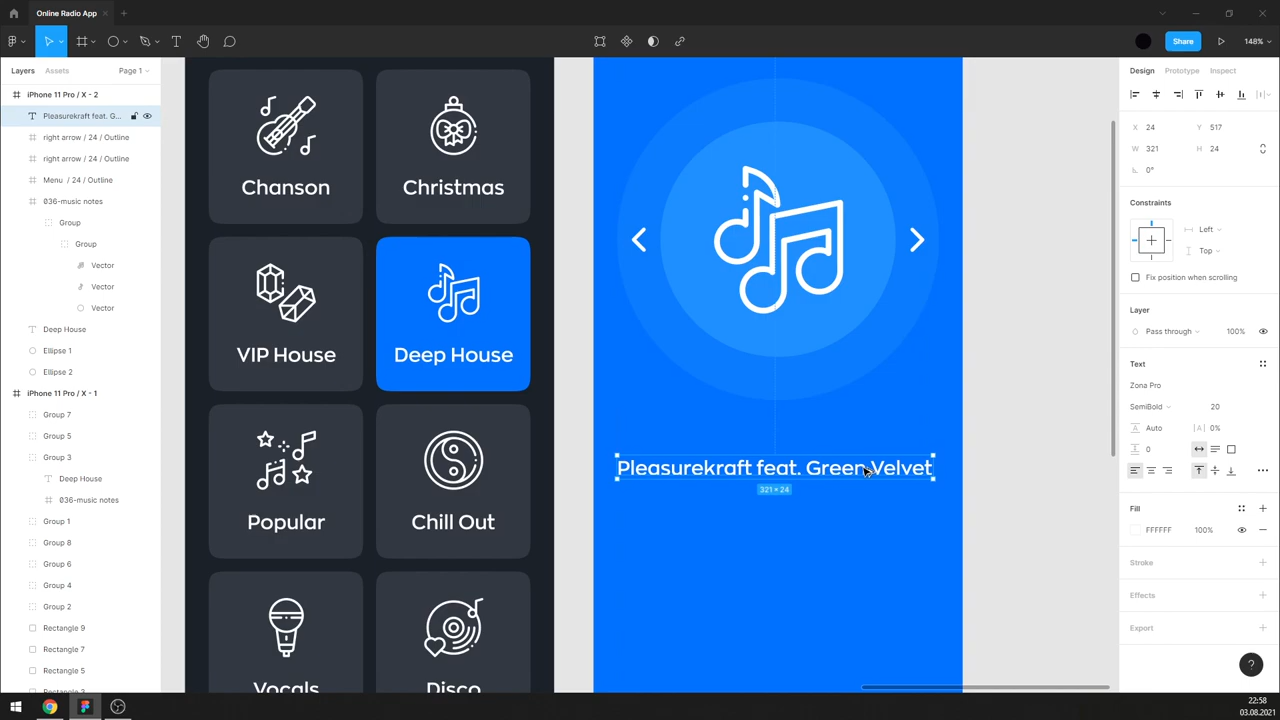 Online Radio App
Share
148%
Layers
Assets
Page 1
iPhone 11 Pro / X - 2
Pleasurekraft feat. G...
right arrow / 24 / Outline
right arrow / 24 / Outline
Menu / 24 / Outline
036-music notes
Group
Group
Vector
Vector
Vector
Deep House
Ellipse 1
Ellipse 2
iPhone 11 Pro / X - 1
Group 7
Group 5
Group 3
Deep House
036-music notes
Group 1
Group 8
Group 6
Group 4
Group 2
Rectangle 9
Rectangle 7
Rectangle 5
Chanson
Christmas
VIP House
Deep House
Popular
Chill Out
Vocals
Disco
Pleasurekraft feat. Green Velvet
321 × 24
Design
Prototype
Inspect
X 24 Y 517
W 321 H 24
0°
Constraints
Left
Top
Fix position when scrolling
Layer
Pass through 100%
Text
Zona Pro
SemiBold 20
Auto |A| 0%
0
Fill
FFFFFF 100%
Stroke
Effects
Export
?
22:58
03.08.2021